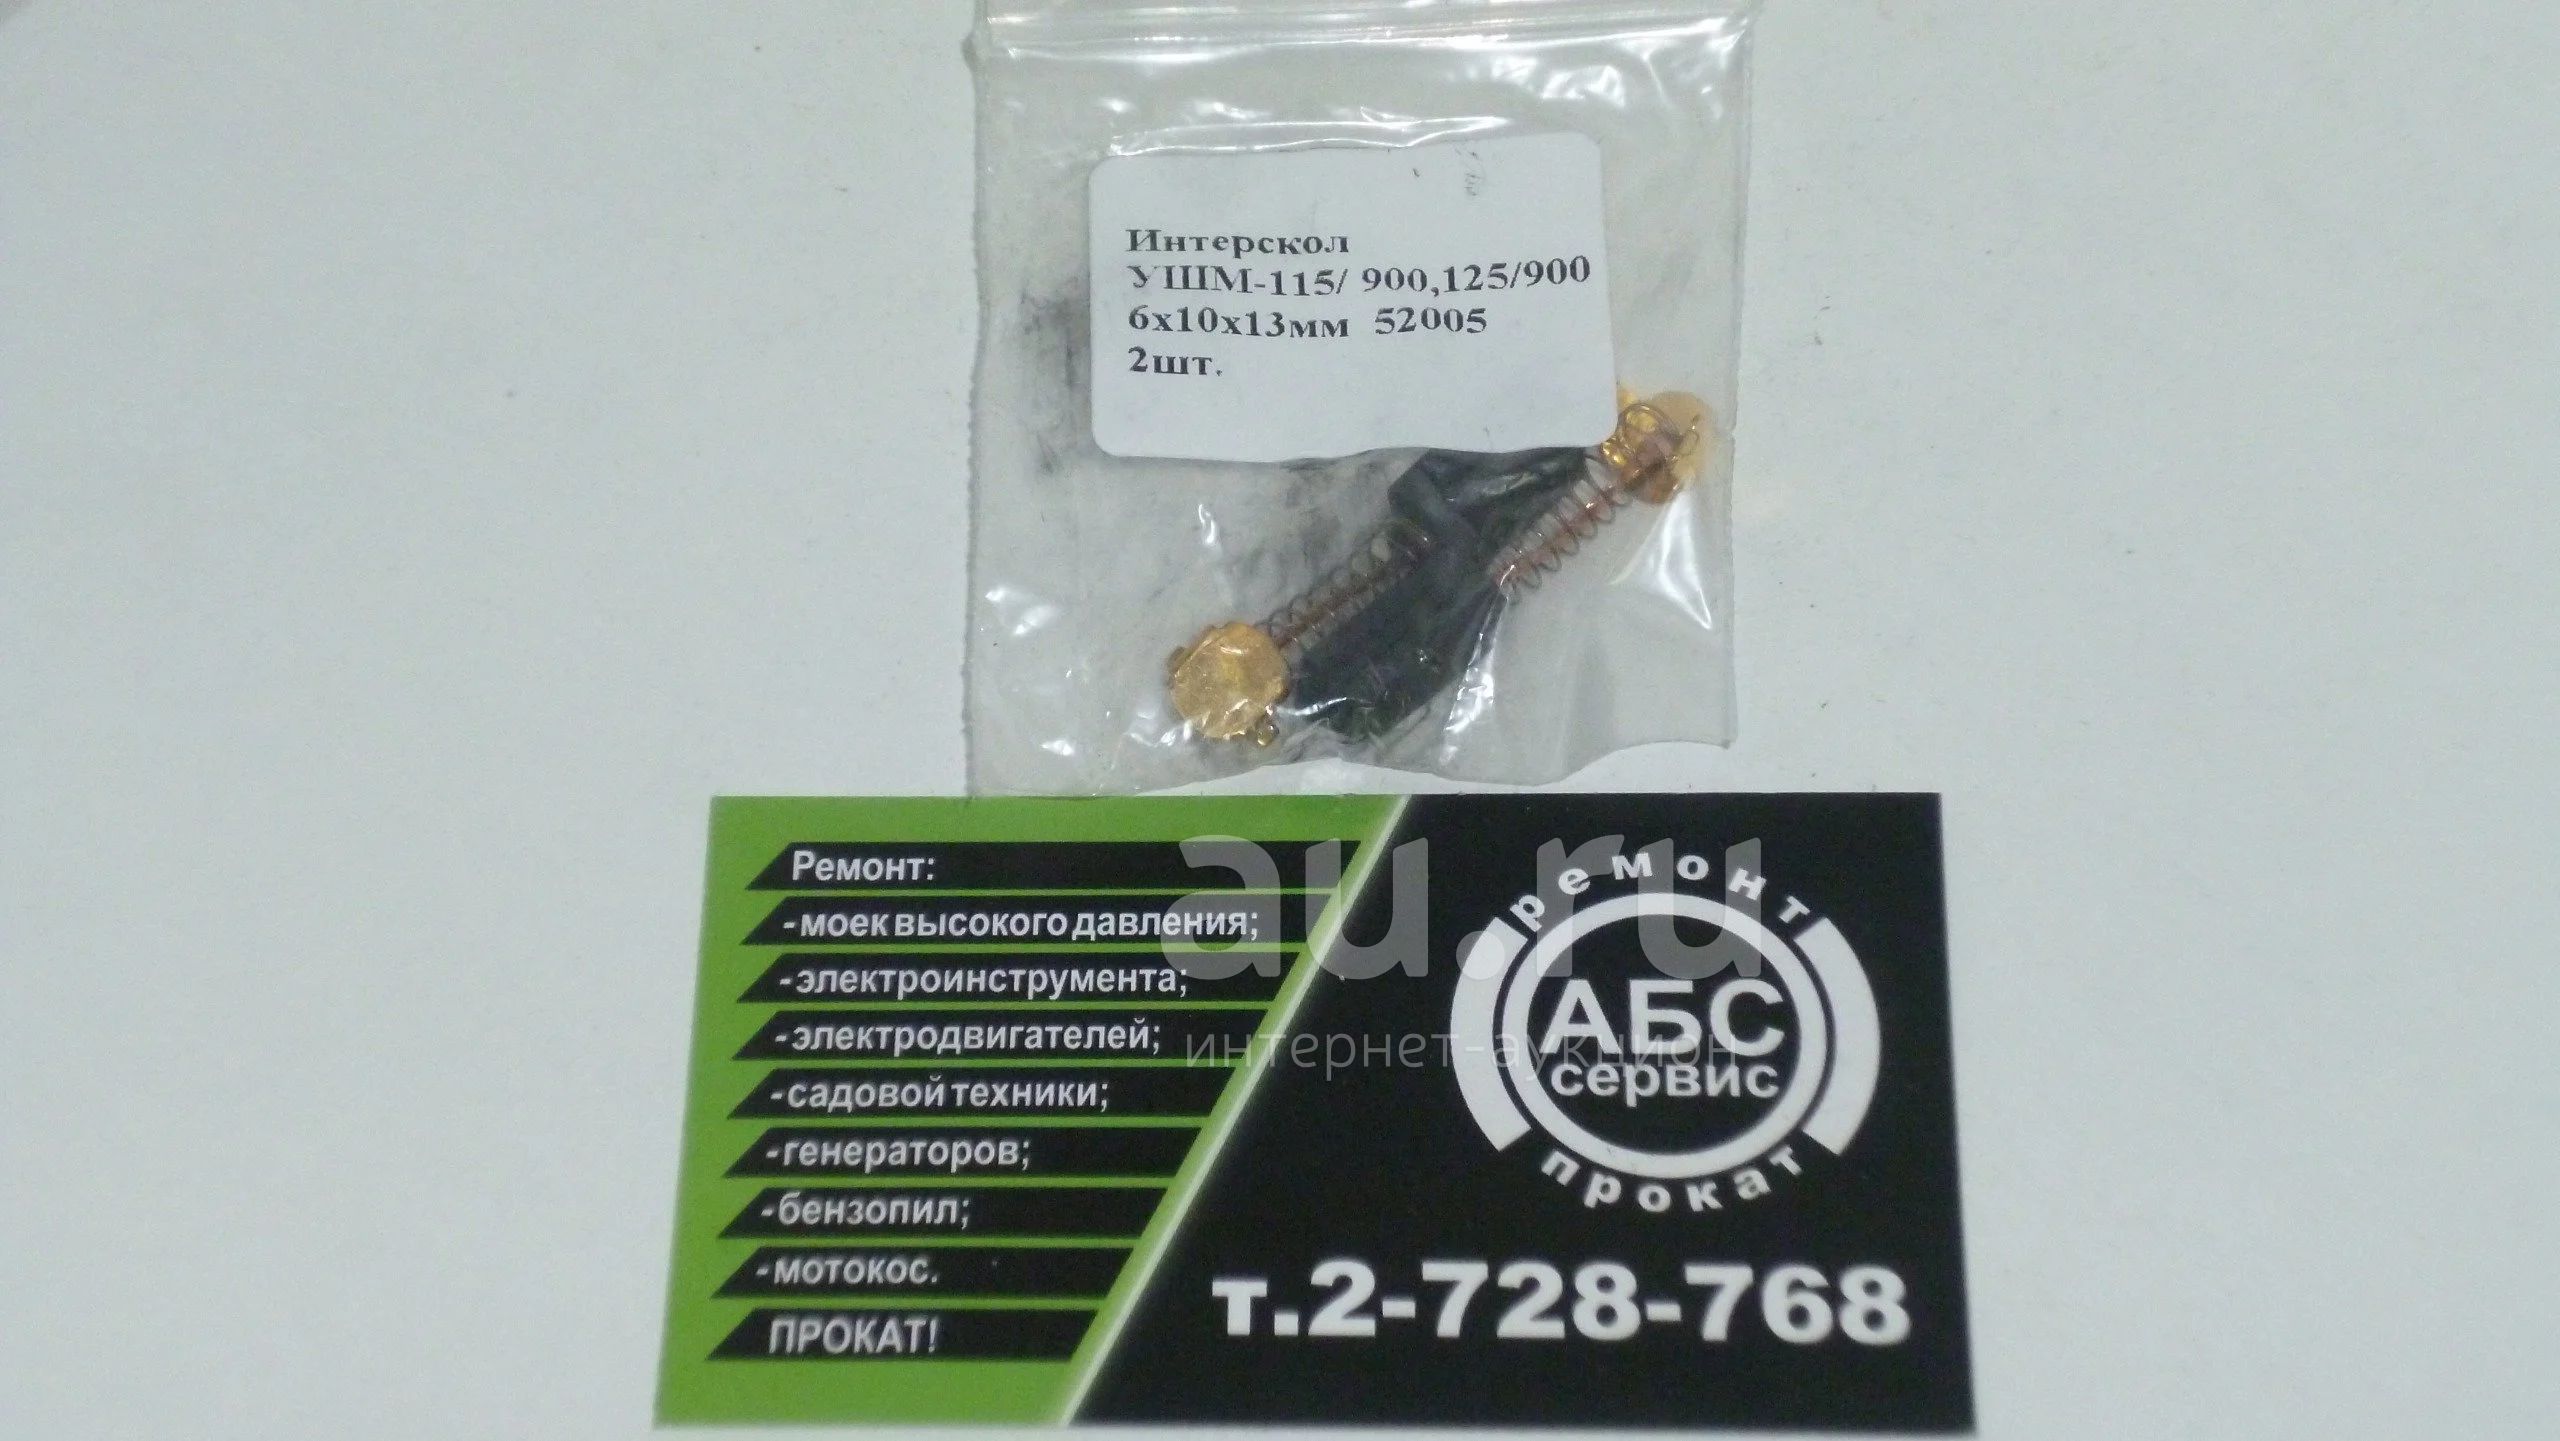 Интерскол
УШМ-115/ 900,125/900
6х10х13мм 52005
2шт.
Ремонт:
-моек высокого давления;
-электроинструмента;
-электродвигателей;
-садовой техники;
-генераторов;
-бензопил;
-мотокос.
ПРОКАТ!
ремонт
АБС
сервис
прокат
т.2-728-768
au.ru
интернет-аукцион